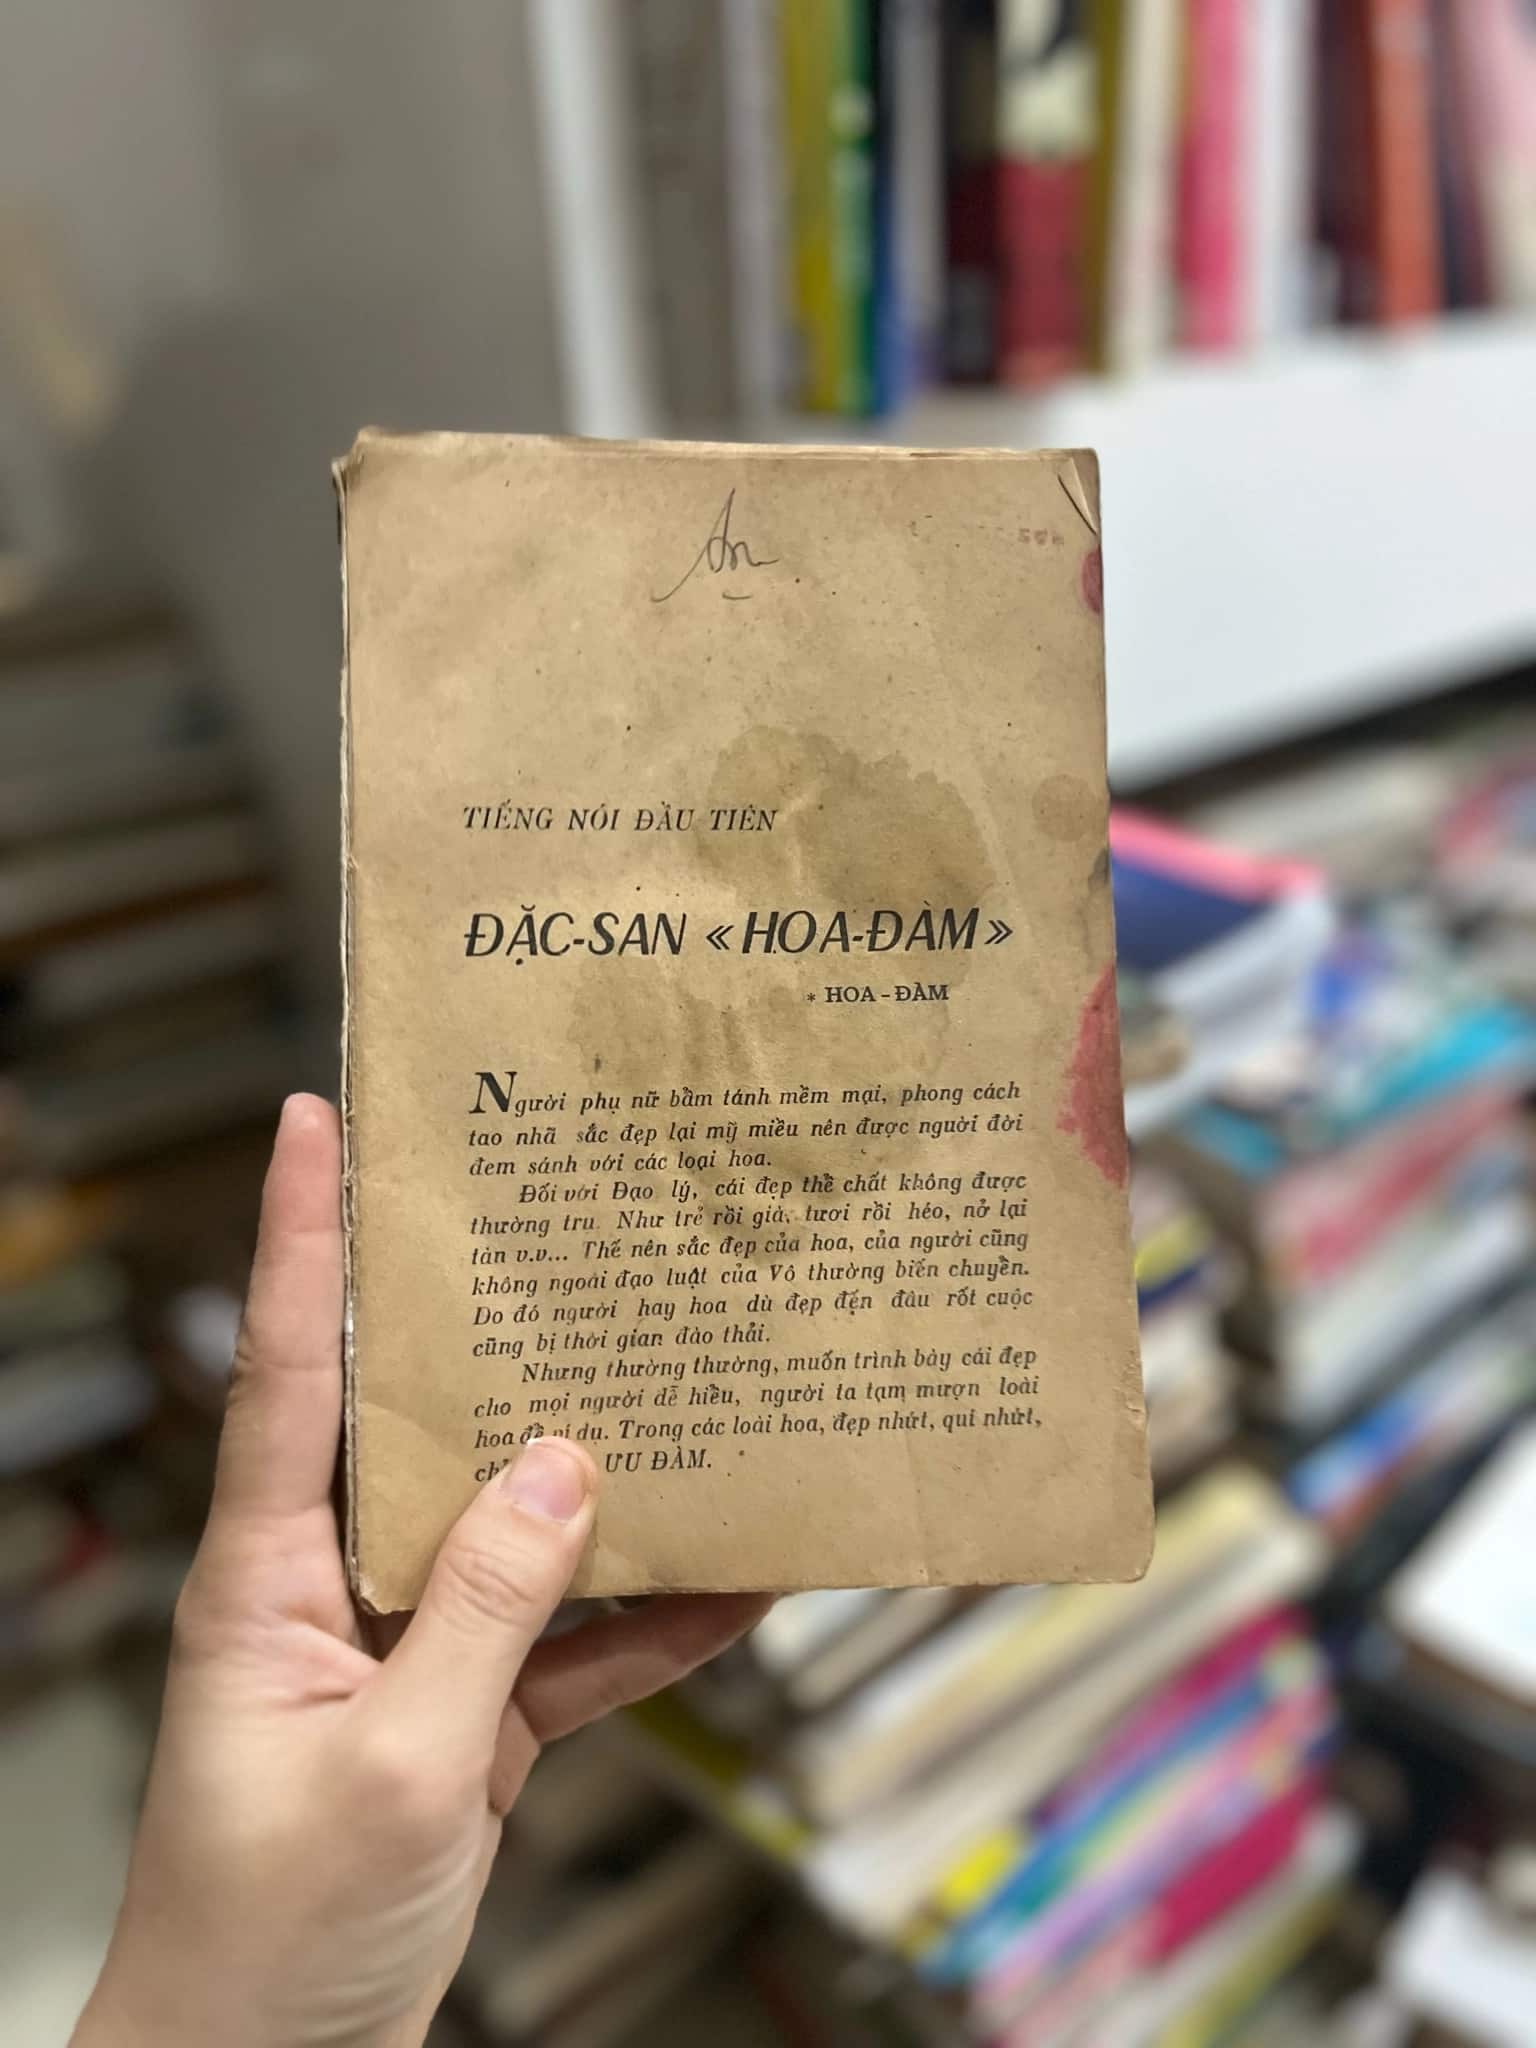 An
TIẾNG NÓI ĐẦU TIÊN
ĐẶC-SAN « HOA-ĐÀM »
* HOA - ĐÀM
Người phụ nữ bẩm tánh mềm mại, phong cách
tao nhã sắc đẹp lại mỹ miều nên được người đời
đem sánh với các loại hoa.
Đối với Đạo lý, cái đẹp thể chất không được
thường trụ. Như trẻ rồi già, tươi rồi héo, nở lại
tàn v.v... Thế nên sắc đẹp của hoa, của người cũng
không ngoài đạo luật của Vô thường biến chuyển.
Do đó người hay hoa dù đẹp đến đâu rốt cuộc
cũng bị thời gian đào thải.
Nhưng thường thường, muốn trình bày cái đẹp
cho mọi người dễ hiểu, người ta tạm mượn loài
hoa để ví dụ. Trong các loài hoa, đẹp nhứt, quí nhứt,
ƯU ĐÀM.